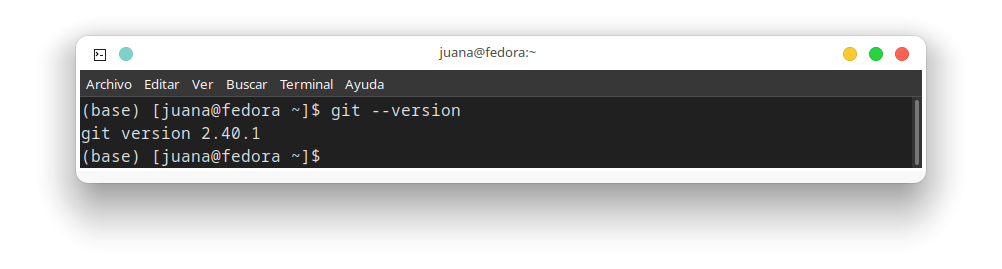 juana@fedora:~
Archivo Editar Ver Buscar Terminal Ayuda
(base) [juana@fedora ~]$ git --version
git version 2.40.1
(base) [juana@fedora ~]$